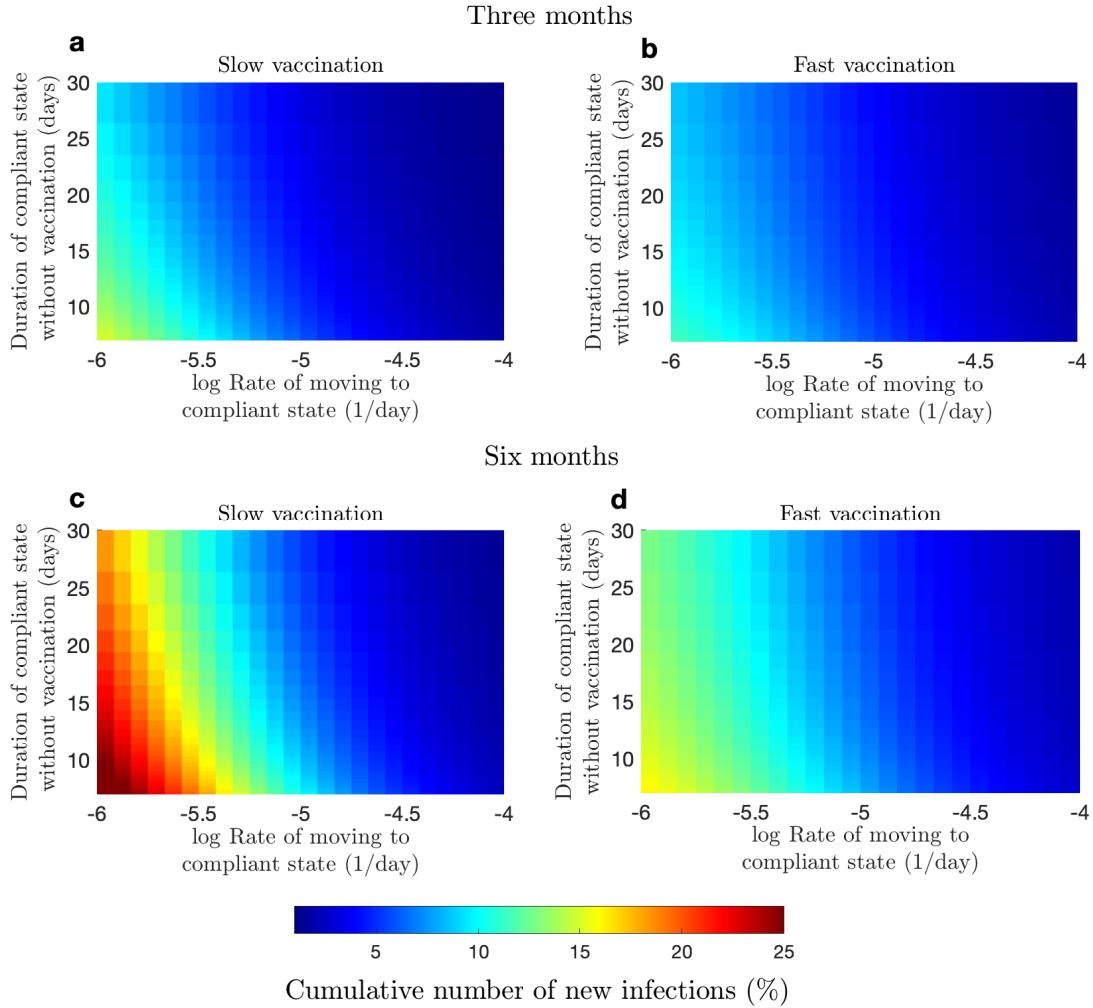 Three months
a
b
Slow vaccination
Fast vaccination
Duration of compliant state
without vaccination (days)
30
25
20
15
10
-6
-5.5
-5
-4.5
-4
log Rate of moving to
compliant state (1/day)
Duration of compliant state
without vaccination (days)
30
25
20
15
10
-6
-5.5
-5
-4.5
-4
log Rate of moving to
compliant state (1/day)
Six months
c
d
Slow vaccination
Fast vaccination
Duration of compliant state
without vaccination (days)
30
25
20
15
10
-6
-5.5
-5
-4.5
-4
log Rate of moving to
compliant state (1/day)
Duration of compliant state
without vaccination (days)
30
25
20
15
10
-6
-5.5
-5
-4.5
-4
log Rate of moving to
compliant state (1/day)
5
10
15
20
25
Cumulative number of new infections (%)